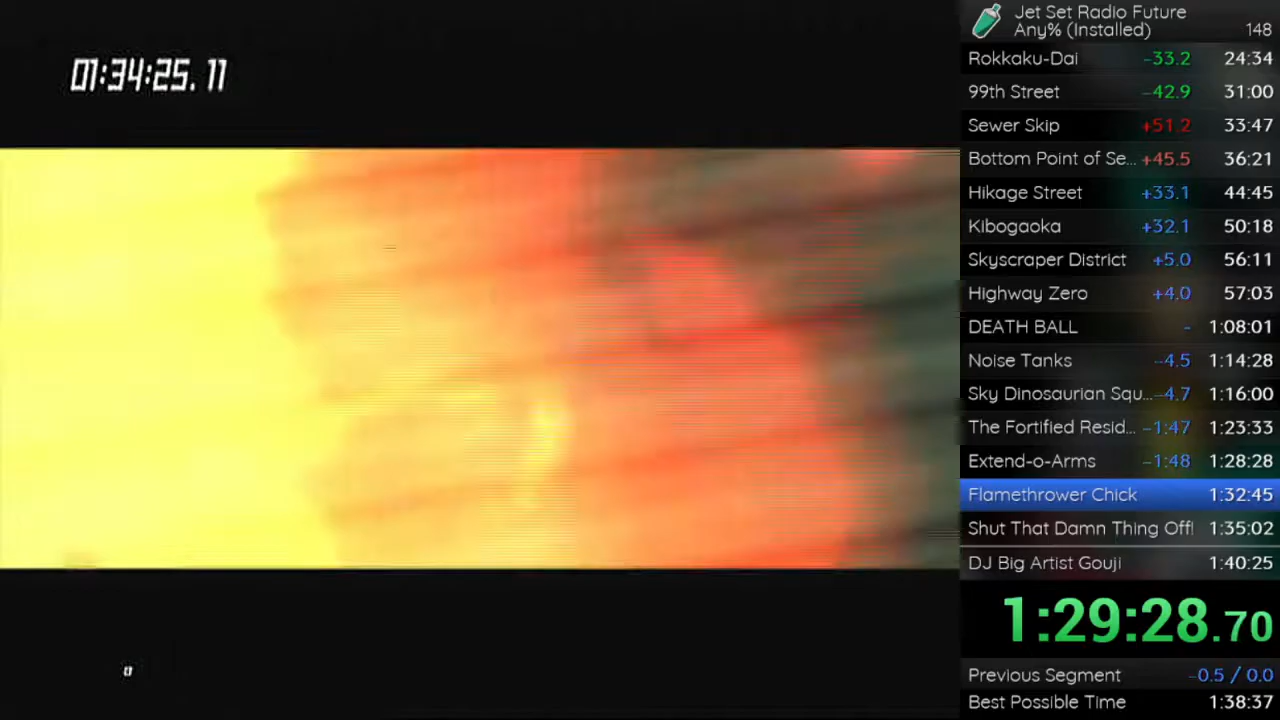 01:34:25. 11
Jet Set Radio Future
Any% (Installed) 148
Rokkaku-Dai -33.2 24:34
99th Street -42.9 31:00
Sewer Skip +51.2 33:47
Bottom Point of Se... +45.5 36:21
Hikage Street +33.1 44:45
Kibogaoka +32.1 50:18
Skyscraper District +5.0 56:11
Highway Zero +4.0 57:03
DEATH BALL - 1:08:01
Noise Tanks -4.5 1:14:28
Sky Dinosaurian Squ... -4.7 1:16:00
The Fortified Resid... -1:47 1:23:33
Extend-o-Arms -1:48 1:28:28
Flamethrower Chick 1:32:45
Shut That Damn Thing Off! 1:35:02
DJ Big Artist Gouji 1:40:25
1:29:28.70
0
Previous Segment -0.5 / 0.0
Best Possible Time 1:38:37